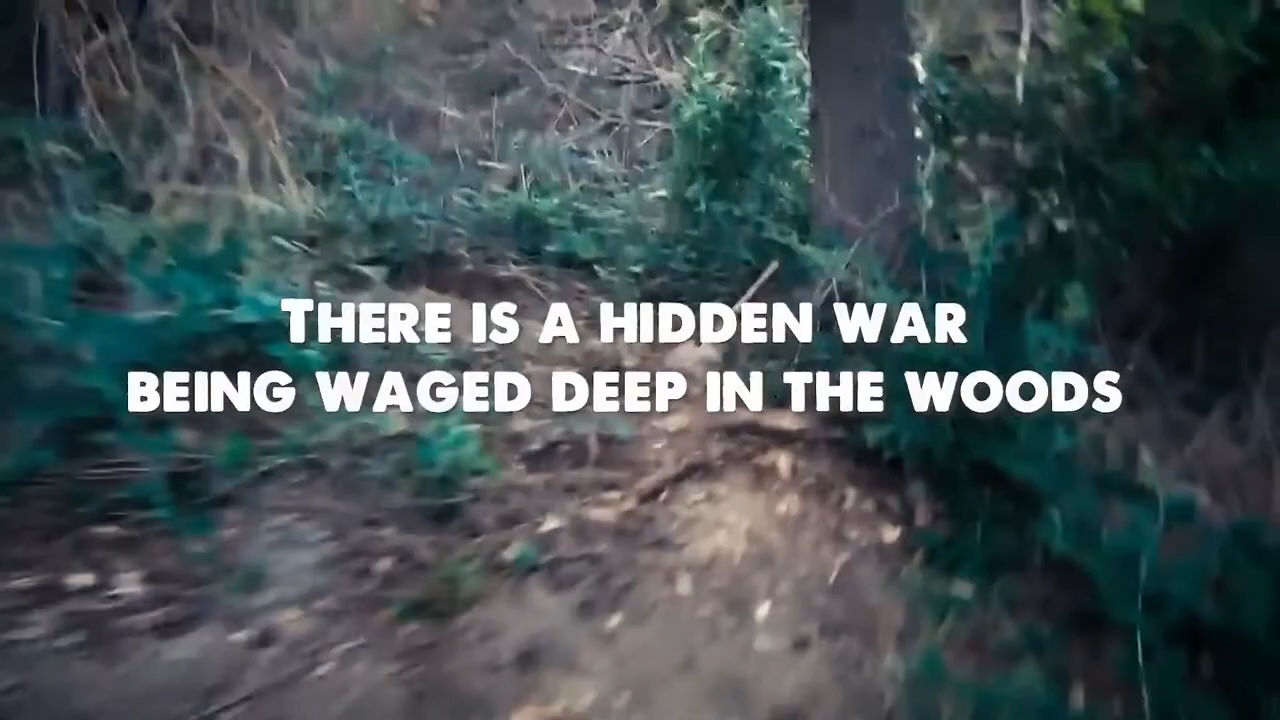 There is a hidden war
being waged deep in the woods